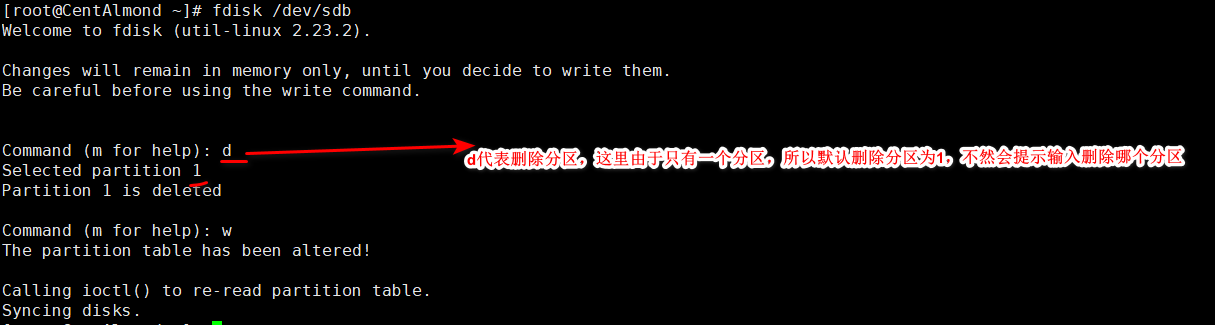 [root@CentAlmond ~]# fdisk /dev/sdb
Welcome to fdisk (util-linux 2.23.2).
Changes will remain in memory only, until you decide to write them.
Be careful before using the write command.
Command (m for help): d
d代表删除分区，这里由于只有一个分区，所以默认删除分区为1，不然会提示输入删除哪个分区
Selected partition 1
Partition 1 is deleted
Command (m for help): w
The partition table has been altered!
Calling ioctl() to re-read partition table.
Syncing disks.